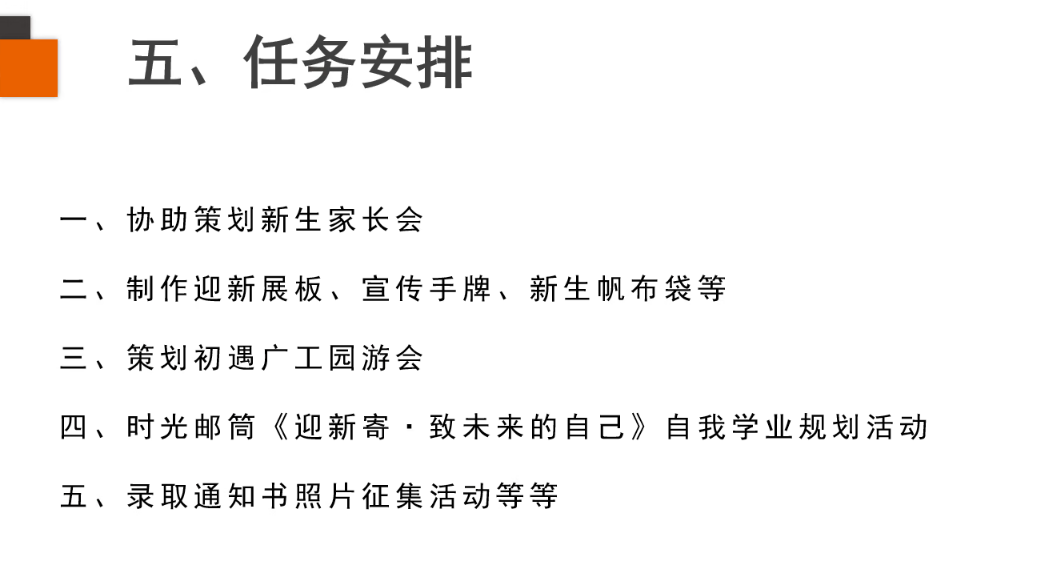 五、任务安排
一、协助策划新生家长会
二、制作迎新展板、宣传手牌、新生帆布袋等
三、策划初遇广工园游会
四、时光邮筒《迎新寄·致未来的自己》自我学业规划活动
五、录取通知书照片征集活动等等